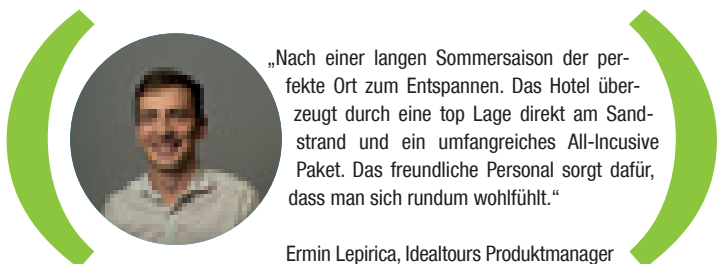 „Nach einer langen Sommersaison der per-
fekte Ort zum Entspannen. Das Hotel über-
zeugt durch eine top Lage direkt am Sand-
strand und ein umfangreiches All-Incusive
Paket. Das freundliche Personal sorgt dafür,
dass man sich rundum wohlfühlt.“
Ermin Lepirica, Idealtours Produktmanager